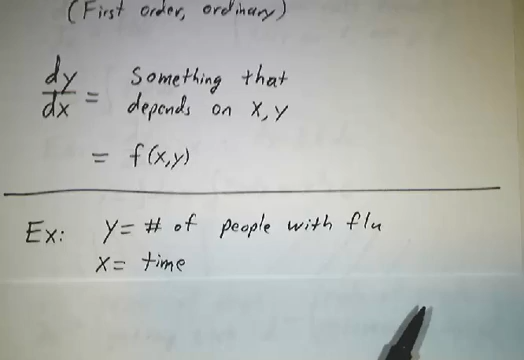 (First order, ordinary)
dy/dx = Something that
depends on x, y
= f(x,y)
Ex: y= # of people with flu
x= time